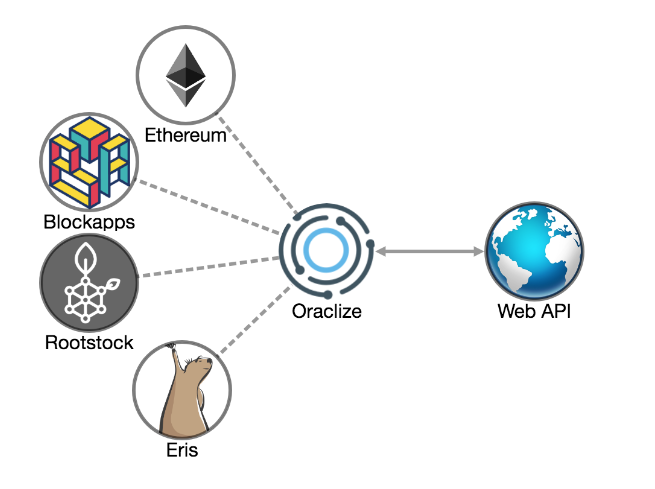 Ethereum
Blockapps
Rootstock
Eris
Oraclize
Web API